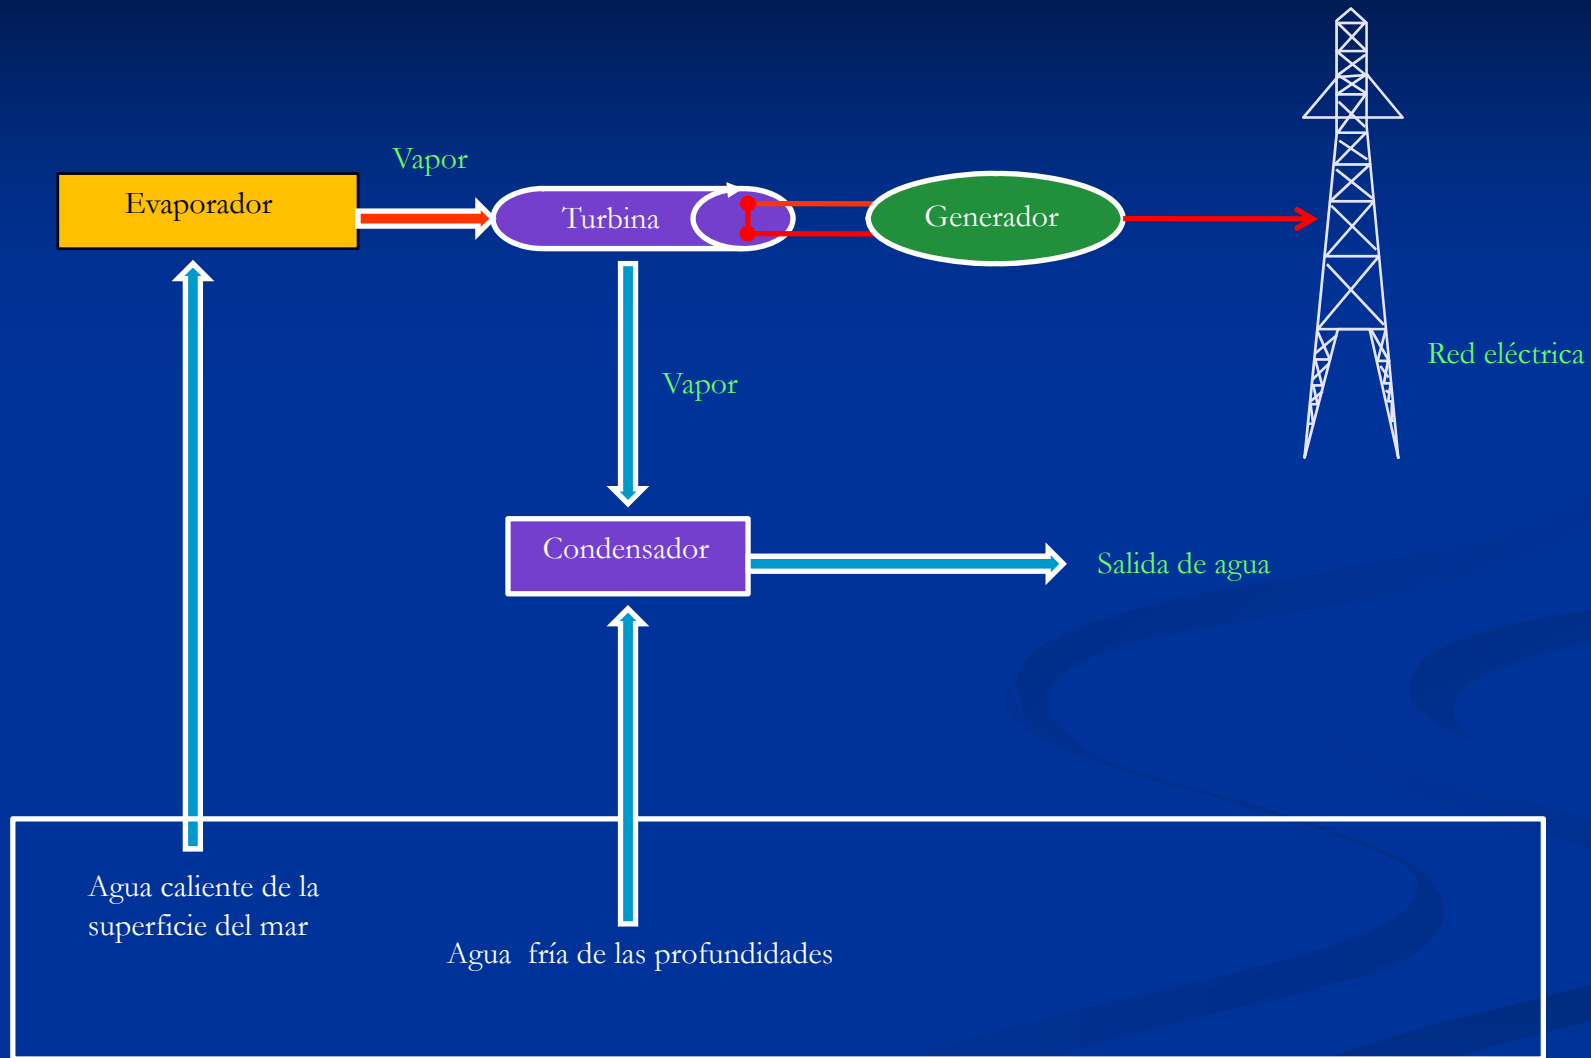 Vapor
Evaporador
Turbina
Generador
Red eléctrica
Vapor
Condensador
Salida de agua
Agua caliente de la
superficie del mar
Agua fría de las profundidades